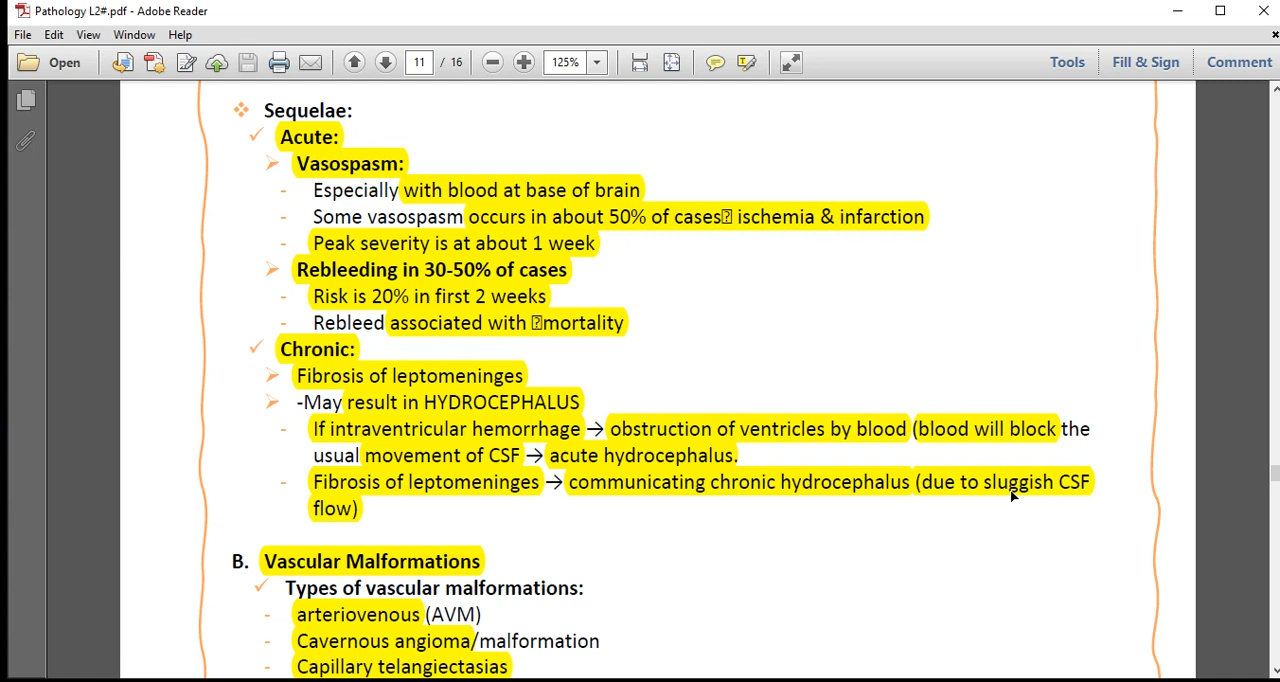 Pathology L2#.pdf - Adobe Reader
File Edit View Window Help
Open 11 / 16 125% Tools Fill & Sign Comment
Sequelae:
Acute:
Vasospasm:
- Especially with blood at base of brain
- Some vasospasm occurs in about 50% of cases ischemia & infarction
- Peak severity is at about 1 week
Rebleeding in 30-50% of cases
- Risk is 20% in first 2 weeks
- Rebleed associated with mortality
Chronic:
Fibrosis of leptomeninges
-May result in HYDROCEPHALUS
- If intraventricular hemorrhage → obstruction of ventricles by blood (blood will block the
usual movement of CSF → acute hydrocephalus.
- Fibrosis of leptomeninges → communicating chronic hydrocephalus (due to sluggish CSF
flow)
B. Vascular Malformations
Types of vascular malformations:
- arteriovenous (AVM)
- Cavernous angioma/malformation
- Capillary telangiectasias